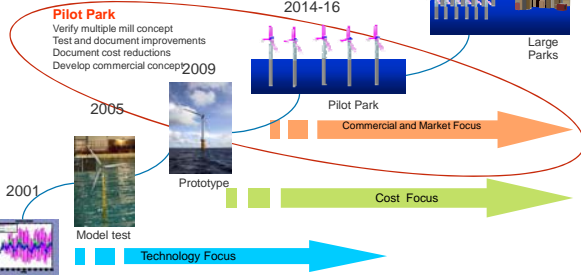 Pilot Park
Verify multiple mill concept
Test and document improvements
Document cost reductions
Develop commercial concept
2014-16
Large
Parks
2009
Pilot Park
2005
Commercial and Market Focus
Prototype
2001
Cost Focus
Model test
Technology Focus